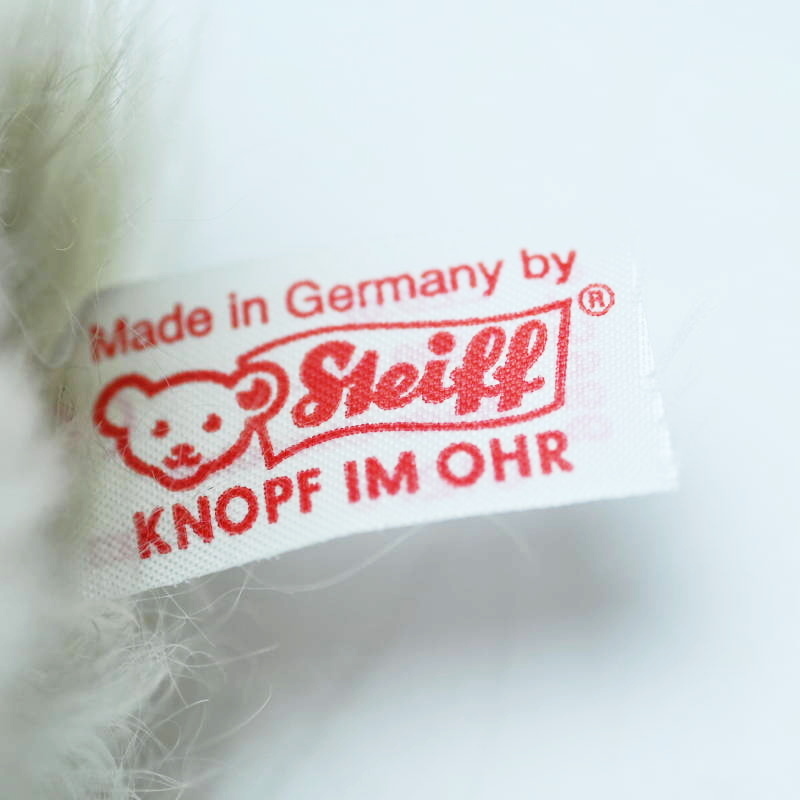 Made in Germany by
Steiff ®
KNOPF IM OHR